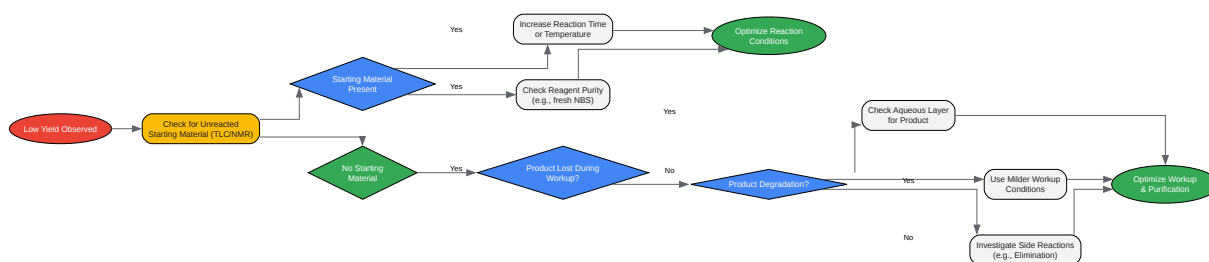 Low Yield Observed
Check for Unreacted
Starting Material (TLC/NMR)
Starting Material
Present
No Starting
Material
Yes
Yes
Yes
Increase Reaction Time
or Temperature
Check Reagent Purity
(e.g., fresh NBS)
Optimize Reaction
Conditions
Product Lost During
Workup?
Yes
No
Product Degradation?
Check Aqueous Layer
for Product
Yes
No
Use Milder Workup
Conditions
Investigate Side Reactions
(e.g., Elimination)
Optimize Workup
& Purification